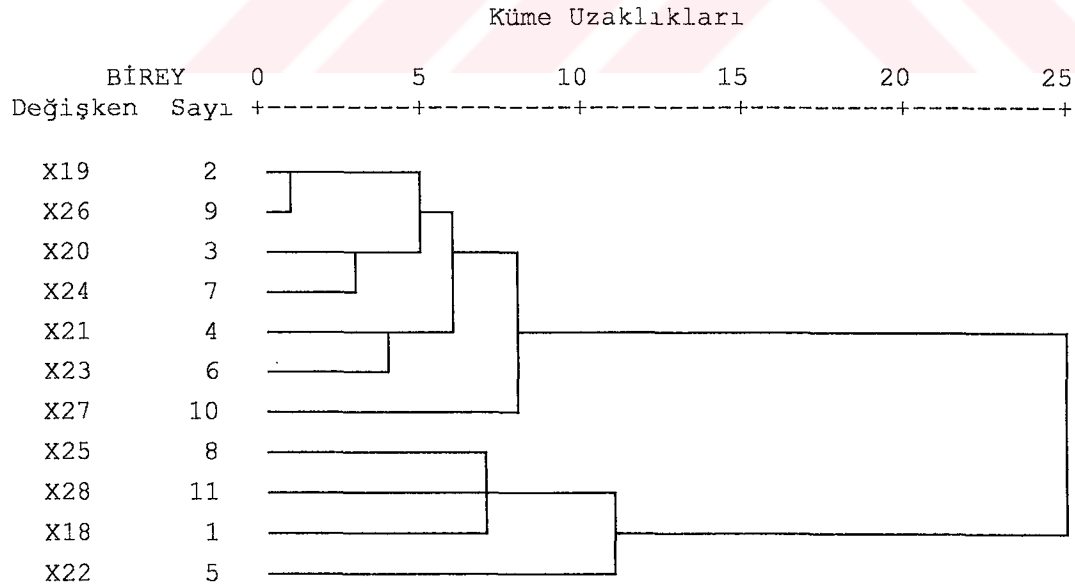 Küme Uzaklıkları
BİREY 0 5 10 15 20 25
Değişken Sayı +---------+---------+---------+---------+---------+
X19 2
X26 9
X20 3
X24 7
X21 4
X23 6
X27 10
X25 8
X28 11
X18 1
X22 5